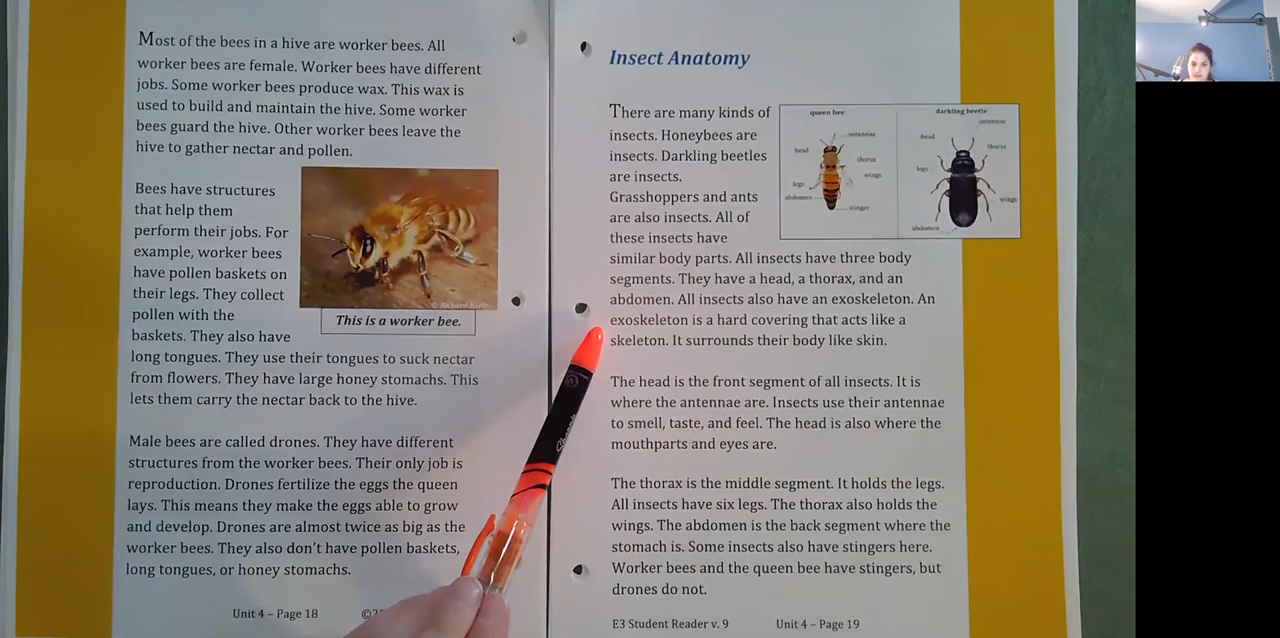 Most of the bees in a hive are worker bees. All
worker bees are female. Worker bees have different
jobs. Some worker bees produce wax. This wax is
used to build and maintain the hive. Some worker
bees guard the hive. Other worker bees leave the
hive to gather nectar and pollen.
Bees have structures
that help them
perform their jobs. For
example, worker bees
have pollen baskets on
their legs. They collect
pollen with the
baskets. They also have
long tongues. They use their tongues to suck nectar
from flowers. They have large honey stomachs. This
lets them carry the nectar back to the hive.
This is a worker bee.
Male bees are called drones. They have different
structures from the worker bees. Their only job is
reproduction. Drones fertilize the eggs the queen
lays. This means they make the eggs able to grow
and develop. Drones are almost twice as big as the
worker bees. They also don't have pollen baskets,
long tongues, or honey stomachs.
Unit 4 – Page 18
Insect Anatomy
There are many kinds of
insects. Honeybees are
insects. Darkling beetles
are insects.
Grasshoppers and ants
are also insects. All of
these insects have
similar body parts. All insects have three body
segments. They have a head, a thorax, and an
abdomen. All insects also have an exoskeleton. An
exoskeleton is a hard covering that acts like a
skeleton. It surrounds their body like skin.
queen bee
antennae
head
thorax
wings
legs
abdomen
stinger
darkling beetle
antennae
head
thorax
legs
wings
abdomen
The head is the front segment of all insects. It is
where the antennae are. Insects use their antennae
to smell, taste, and feel. The head is also where the
mouthparts and eyes are.
The thorax is the middle segment. It holds the legs.
All insects have six legs. The thorax also holds the
wings. The abdomen is the back segment where the
stomach is. Some insects also have stingers here.
Worker bees and the queen bee have stingers, but
drones do not.
E3 Student Reader v. 9 Unit 4 – Page 19
Sharpie